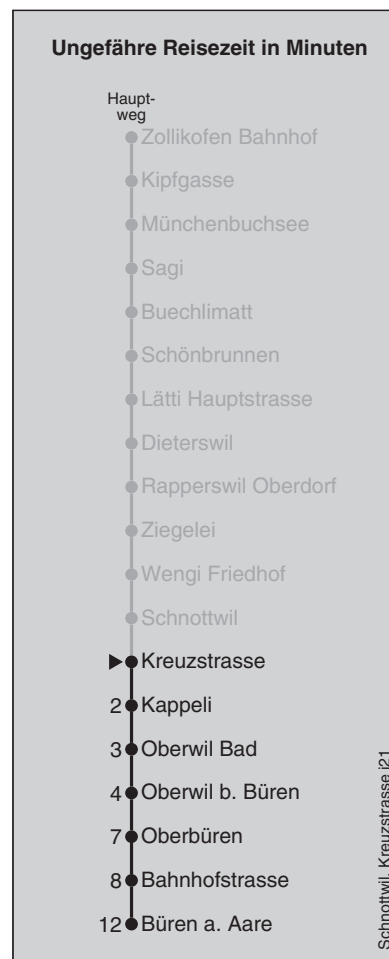 Ungefähre Reisezeit in Minuten
Haupt-
weg
Zollikofen Bahnhof
Kipfgasse
Münchenbuchsee
Sagi
Buechlimatt
Schönbrunnen
Lätti Hauptstrasse
Dieterswil
Rapperswil Oberdorf
Ziegelei
Wengi Friedhof
Schnottwil
Kreuzstrasse
2 Kappeli
3 Oberwil Bad
4 Oberwil b. Büren
7 Oberbüren
8 Bahnhofstrasse
12 Büren a. Aare
Schnottwil, Kreuzstrasse j21